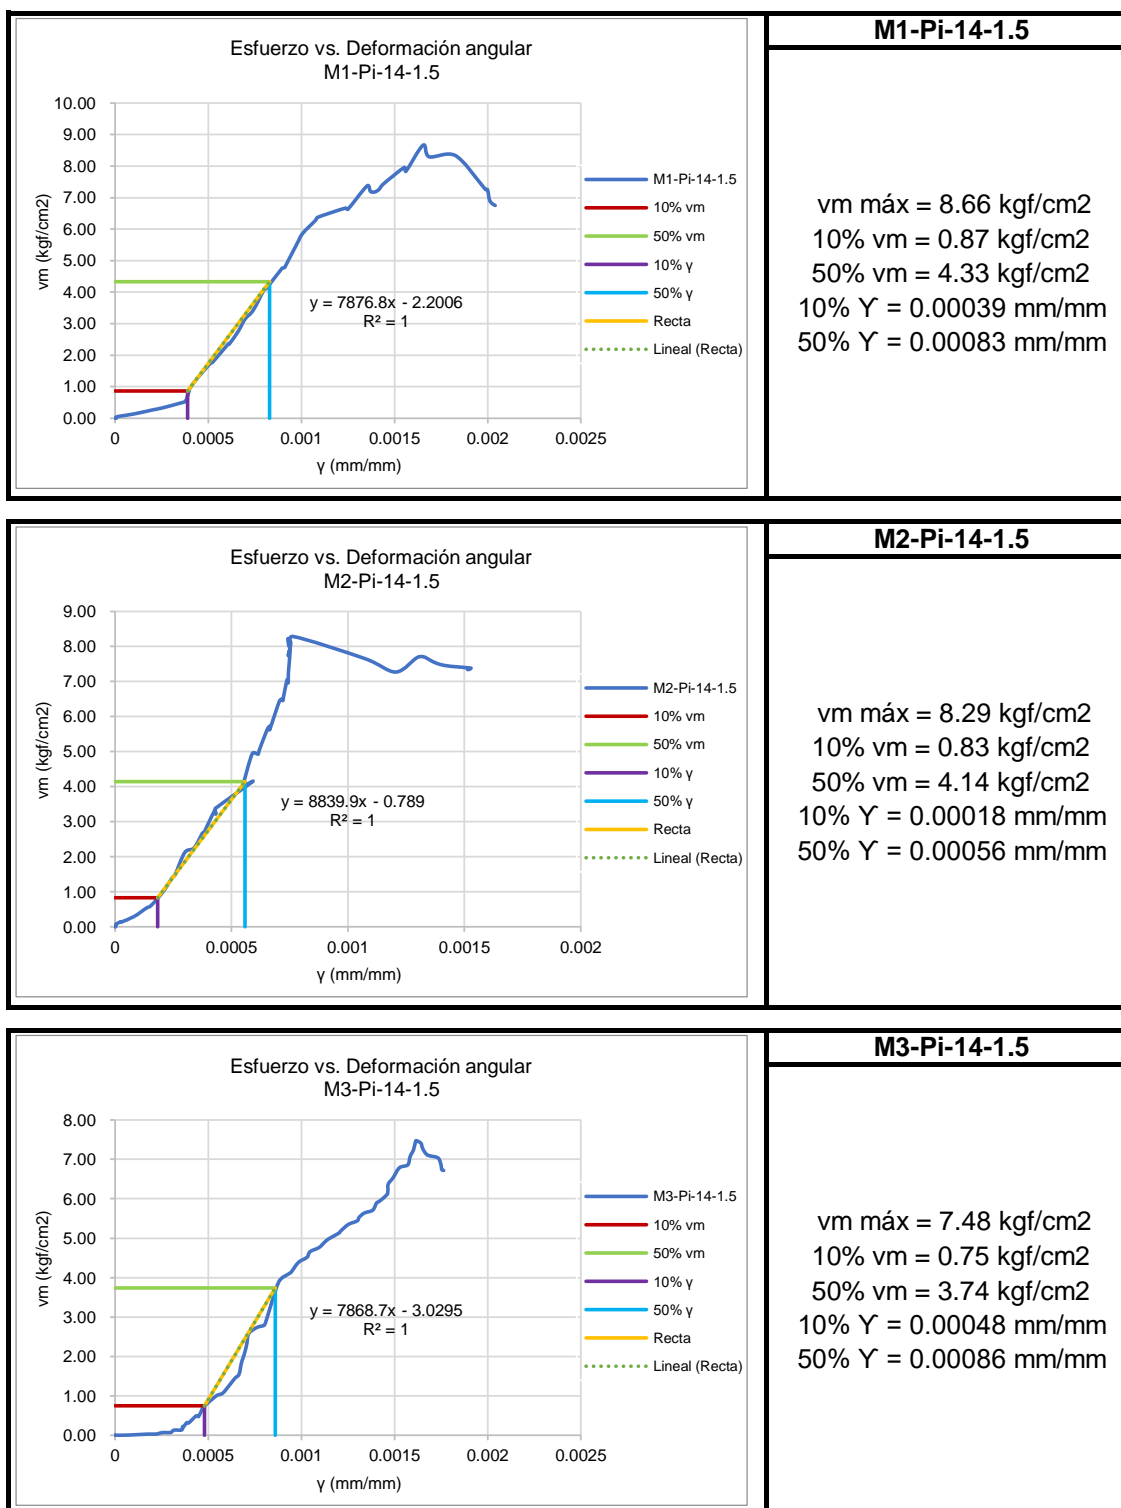 Esfuerzo vs. Deformación angular
M1-Pi-14-1.5
10.00
9.00
8.00
7.00
6.00
5.00
4.00
3.00
2.00
1.00
0.00
vm (kgf/cm2)
0 0.0005 0.001 0.0015 0.002 0.0025
γ (mm/mm)
y = 7876.8x - 2.2006
R² = 1
M1-Pi-14-1.5
10% vm
50% vm
10% γ
50% γ
Recta
Lineal (Recta)
M1-Pi-14-1.5
vm máx = 8.66 kgf/cm2
10% vm = 0.87 kgf/cm2
50% vm = 4.33 kgf/cm2
10% ϒ = 0.00039 mm/mm
50% ϒ = 0.00083 mm/mm
Esfuerzo vs. Deformación angular
M2-Pi-14-1.5
9.00
8.00
7.00
6.00
5.00
4.00
3.00
2.00
1.00
0.00
vm (kgf/cm2)
0 0.0005 0.001 0.0015 0.002
γ (mm/mm)
y = 8839.9x - 0.789
R² = 1
M2-Pi-14-1.5
10% vm
50% vm
10% γ
50% γ
Recta
Lineal (Recta)
M2-Pi-14-1.5
vm máx = 8.29 kgf/cm2
10% vm = 0.83 kgf/cm2
50% vm = 4.14 kgf/cm2
10% ϒ = 0.00018 mm/mm
50% ϒ = 0.00056 mm/mm
Esfuerzo vs. Deformación angular
M3-Pi-14-1.5
8.00
7.00
6.00
5.00
4.00
3.00
2.00
1.00
0.00
vm (kgf/cm2)
0 0.0005 0.001 0.0015 0.002 0.0025
γ (mm/mm)
y = 7868.7x - 3.0295
R² = 1
M3-Pi-14-1.5
10% vm
50% vm
10% γ
50% γ
Recta
Lineal (Recta)
M3-Pi-14-1.5
vm máx = 7.48 kgf/cm2
10% vm = 0.75 kgf/cm2
50% vm = 3.74 kgf/cm2
10% ϒ = 0.00048 mm/mm
50% ϒ = 0.00086 mm/mm